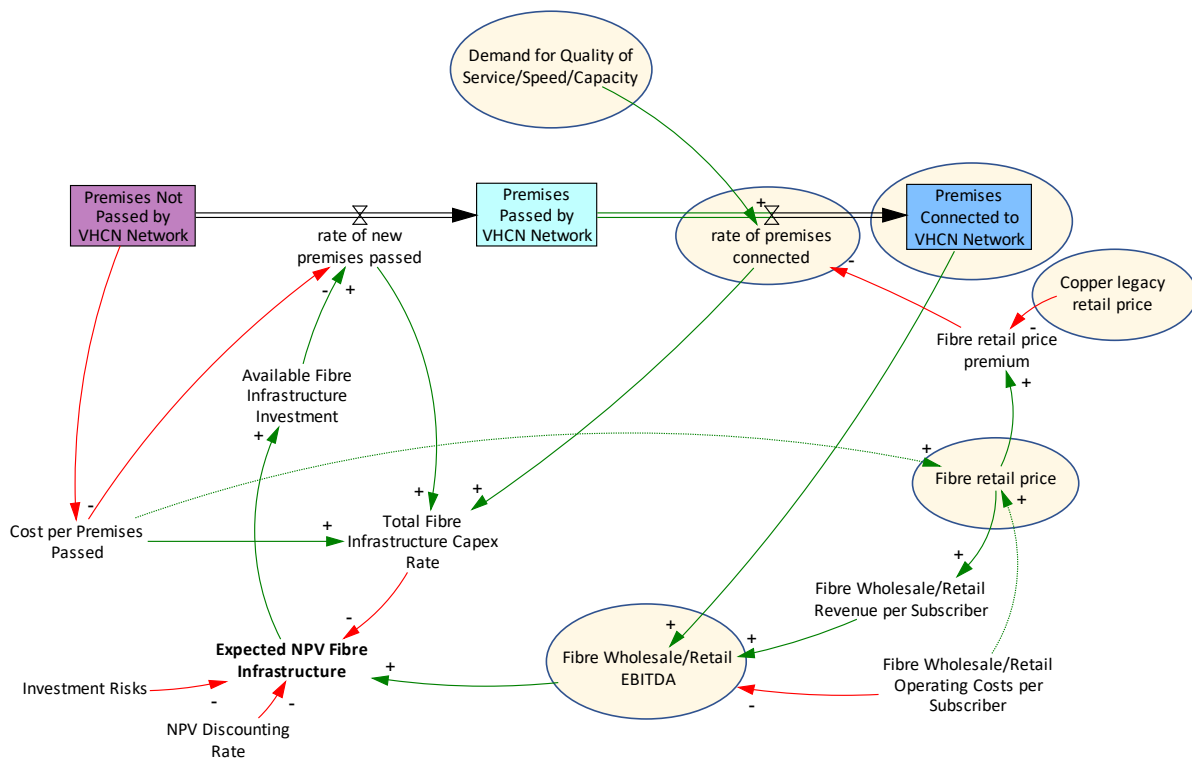 Demand for Quality of
Service/Speed/Capacity
Premises Not
Passed by
VHCN Network
Premises
Passed by
VHCN Network
Premises
Connected to
VHCN Network
+
rate of new
premises passed
rate of premises
connected
-
+
-
Copper legacy
retail price
-
Fibre retail price
premium
Available Fibre
Infrastructure
Investment
+
+
+
Fibre retail price
+
-
Cost per Premises
Passed
+
+
+
Total Fibre
Infrastructure Capex
Rate
+
Fibre Wholesale/Retail
Revenue per Subscriber
-
+
+
Expected NPV Fibre
Infrastructure
+
Fibre Wholesale/Retail
EBITDA
Fibre Wholesale/Retail
Operating Costs per
Subscriber
Investment Risks
-
-
-
NPV Discounting
Rate